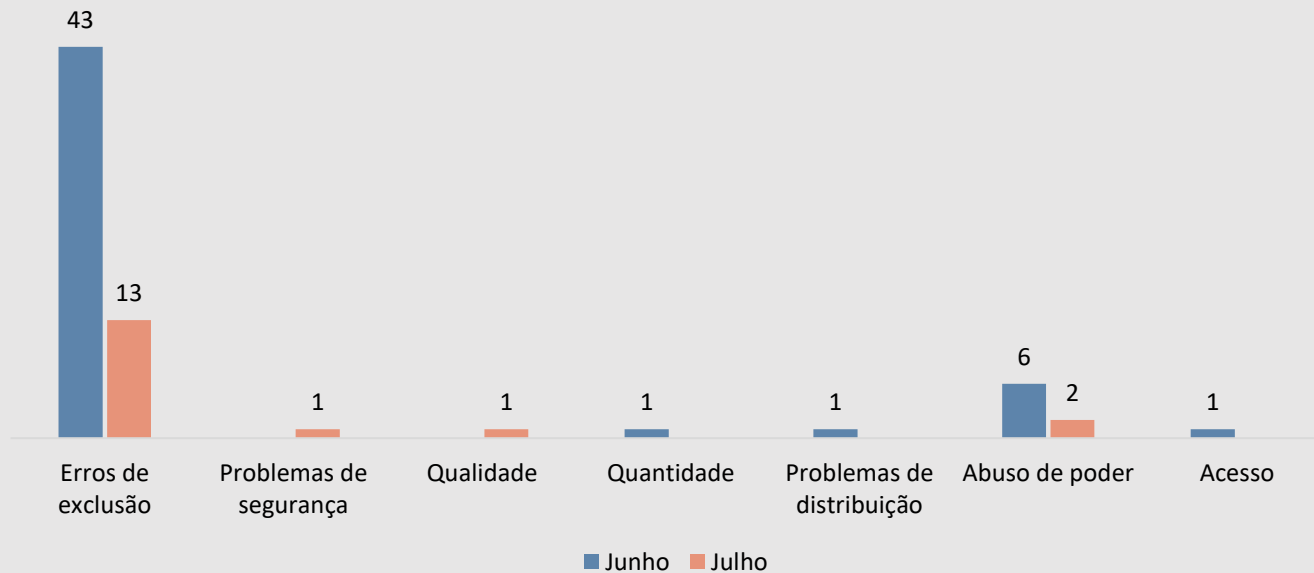 43
13
1
1
1
1
6
2
1
Erros de
exclusão
Problemas de
segurança
Qualidade
Quantidade
Problemas de
distribuição
Abuso de poder
Acesso
Junho Julho